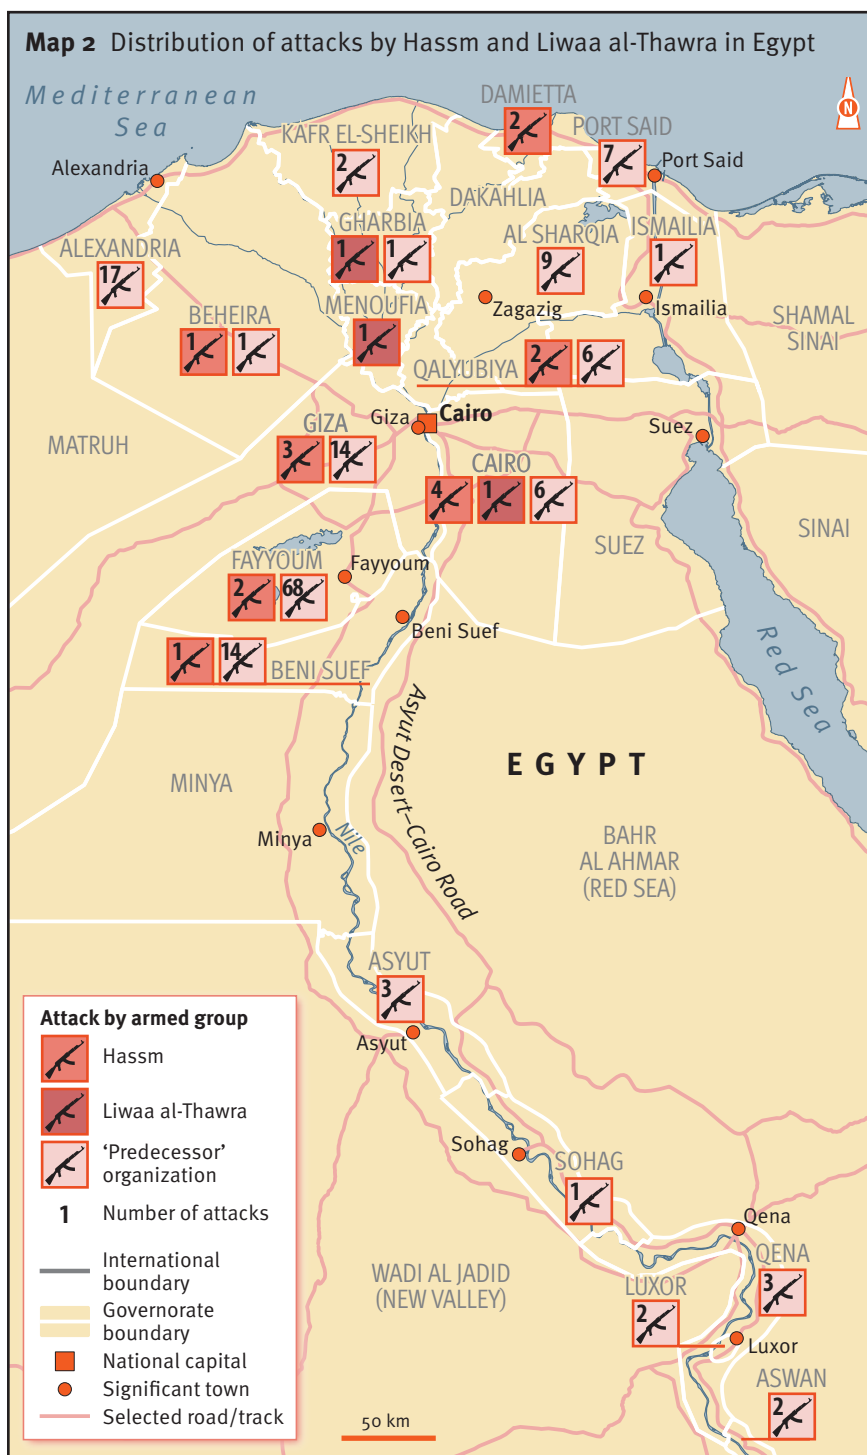 Map 2 Distribution of attacks by Hassm and Liwaa al-Thawra in Egypt
Mediterranean
Sea
N
DAMIETTA
2
KAFR EL-SHEIKH
2
PORT SAID
7
Port Said
Alexandria
DAKAHLIA
GHARBIA
1
1
ISMAILIA
1
AL SHARQIA
9
ALEXANDRIA
17
Zagazig
Ismailia
BEHEIRA
1
1
MENOUFIA
1
SHAMAL
SINAI
QALYUBIYA
2
6
MATRUH
GIZA
3
14
Giza
Cairo
Suez
CAIRO
4
1
6
SUEZ
SINAI
FAYYOUM
2
68
Fayyoum
Beni Suef
1
14
BENI SUEF
Red Sea
Asyut Desert–Cairo Road
EGYPT
MINYA
Minya
Nile
BAHR
AL AHMAR
(RED SEA)
ASYUT
3
Asyut
Sohag
SOHAG
1
Qena
QENA
3
WADI AL JADID
(NEW VALLEY)
LUXOR
2
Luxor
ASWAN
2
Attack by armed group
Hassm
Liwaa al-Thawra
‘Predecessor’
organization
1 Number of attacks
International
boundary
Governorate
boundary
National capital
Significant town
Selected road/track
50 km